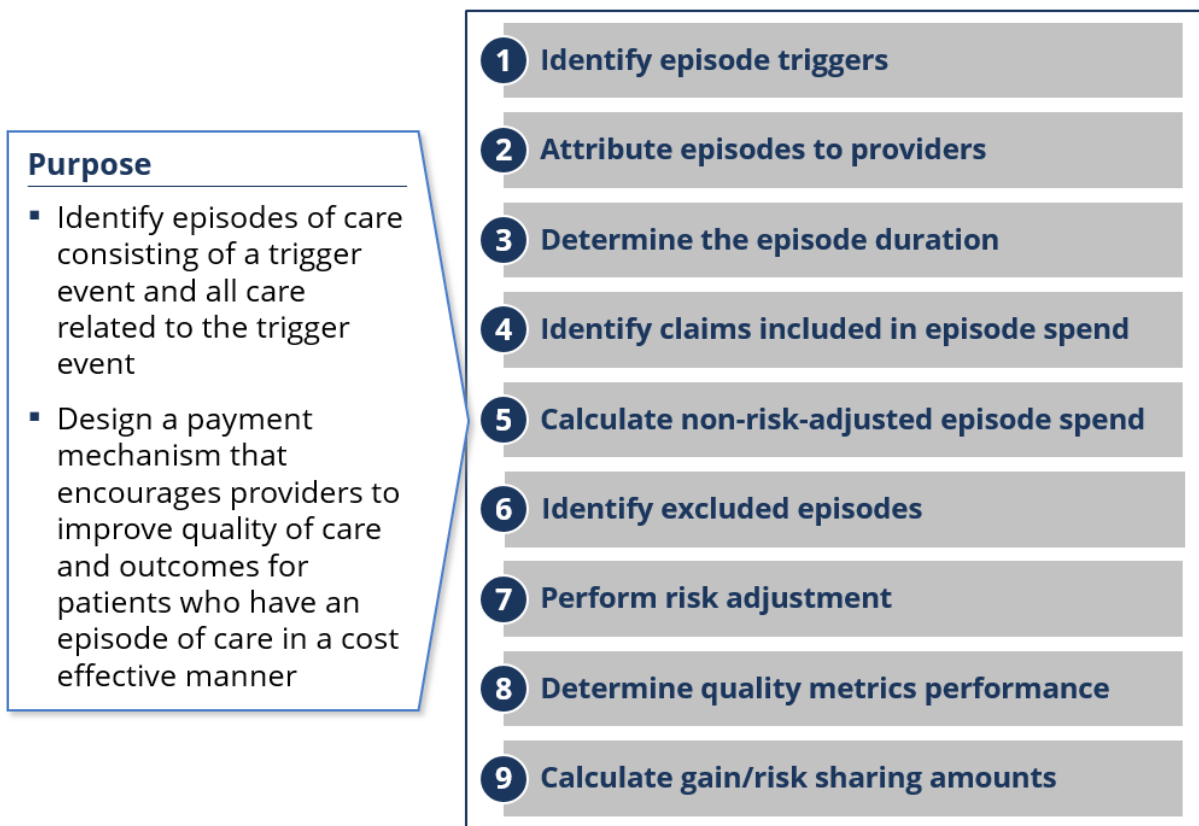 Purpose
▪ Identify episodes of care
consisting of a trigger
event and all care
related to the trigger
event
▪ Design a payment
mechanism that
encourages providers to
improve quality of care
and outcomes for
patients who have an
episode of care in a cost
effective manner
1 Identify episode triggers
2 Attribute episodes to providers
3 Determine the episode duration
4 Identify claims included in episode spend
5 Calculate non-risk-adjusted episode spend
6 Identify excluded episodes
7 Perform risk adjustment
8 Determine quality metrics performance
9 Calculate gain/risk sharing amounts